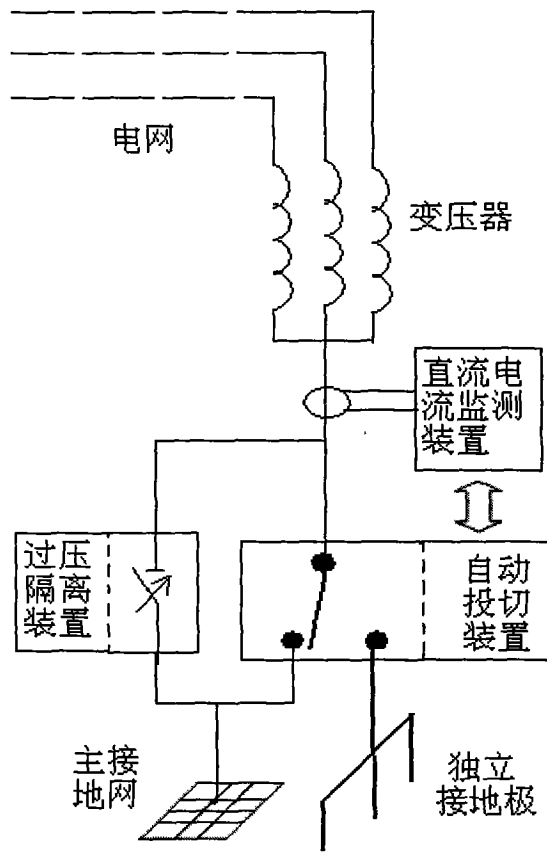 电网
变压器
直流电
流监测
装置
过压
隔离
装置
自动
投切
装置
主接
地网
独立
接地极